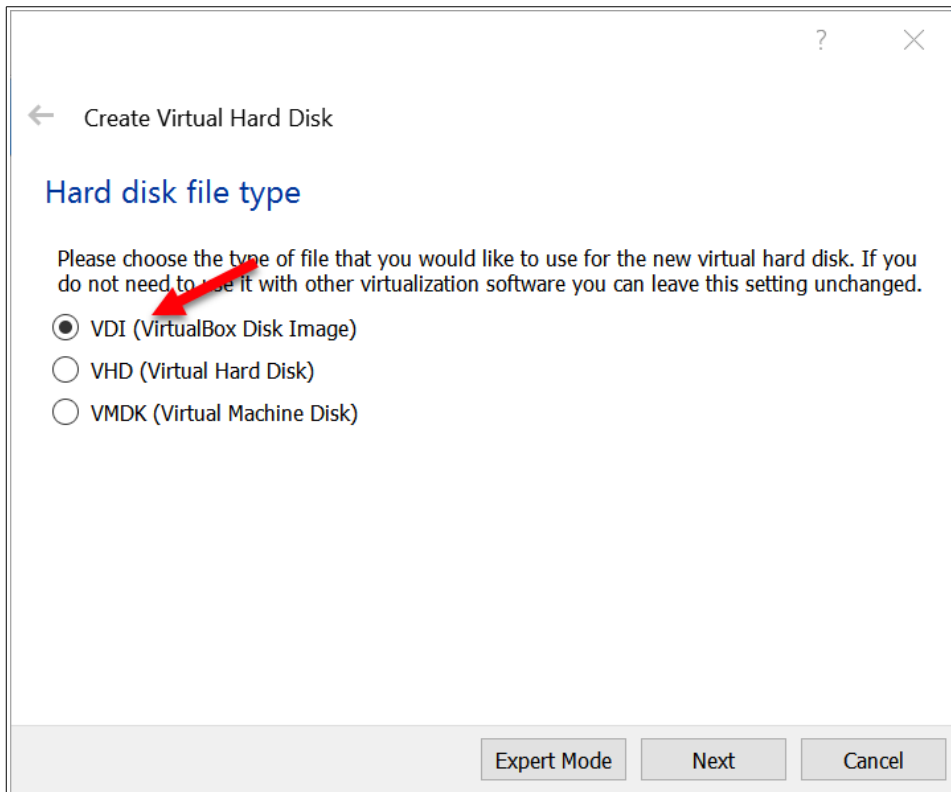 ?
Create Virtual Hard Disk
Hard disk file type
Please choose the type of file that you would like to use for the new virtual hard disk. If you
do not need to use it with other virtualization software you can leave this setting unchanged.
VDI (VirtualBox Disk Image)
VHD (Virtual Hard Disk)
VMDK (Virtual Machine Disk)
Expert Mode Next Cancel